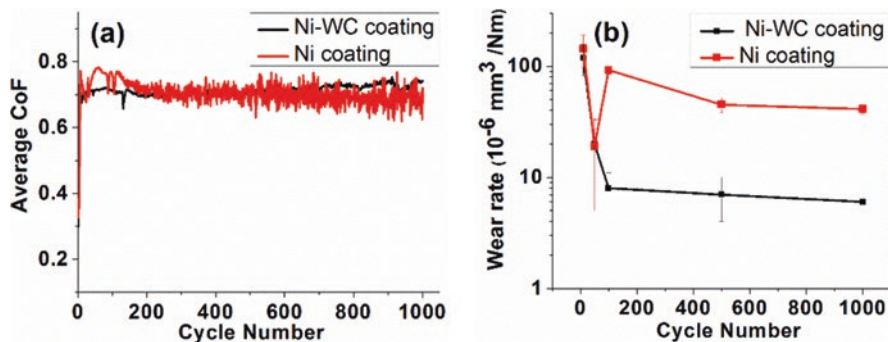 (a)
Ni-WC coating
Ni coating
Average CoF
0.8
0.6
0.4
0.2
0 200 400 600 800 1000
Cycle Number
(b)
Ni-WC coating
Ni coating
Wear rate (10⁻⁶ mm³ /Nm)
100
10
1
0 200 400 600 800 1000
Cycle Number